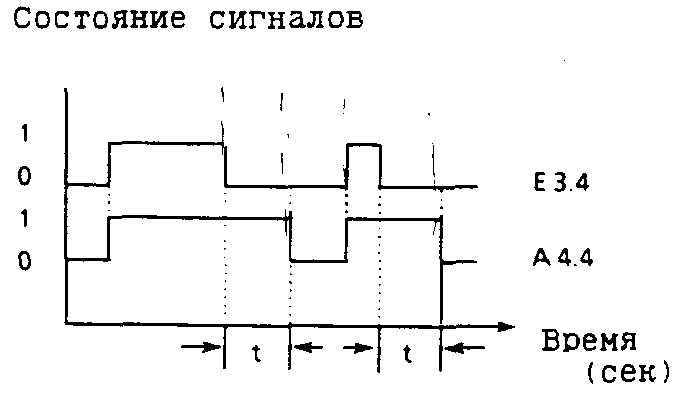 Состояние сигналов
1
0
E 3.4
1
0
A 4.4
t
t
Время
(сек)